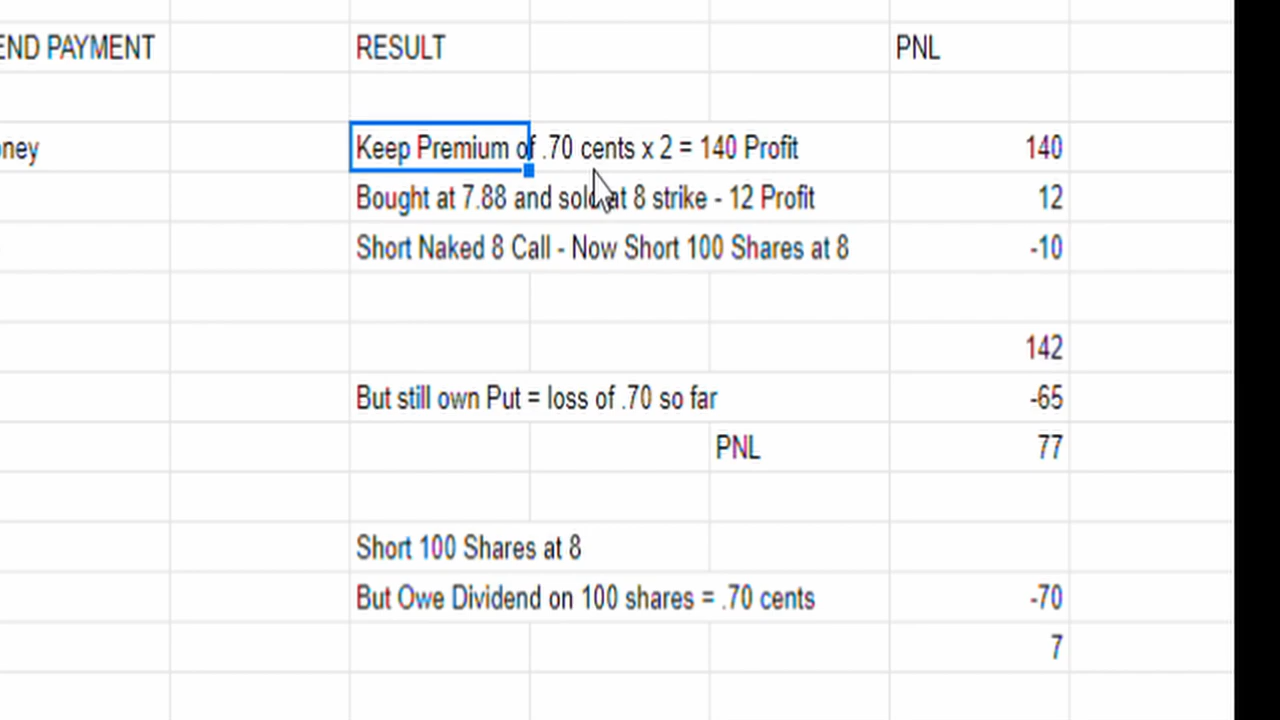 END PAYMENT RESULT PNL
oney Keep Premium of .70 cents x 2 = 140 Profit 140
Bought at 7.88 and sold at 8 strike - 12 Profit 12
Short Naked 8 Call - Now Short 100 Shares at 8 -10
142
But still own Put = loss of .70 so far -65
PNL 77
Short 100 Shares at 8
But Owe Dividend on 100 shares = .70 cents -70
7